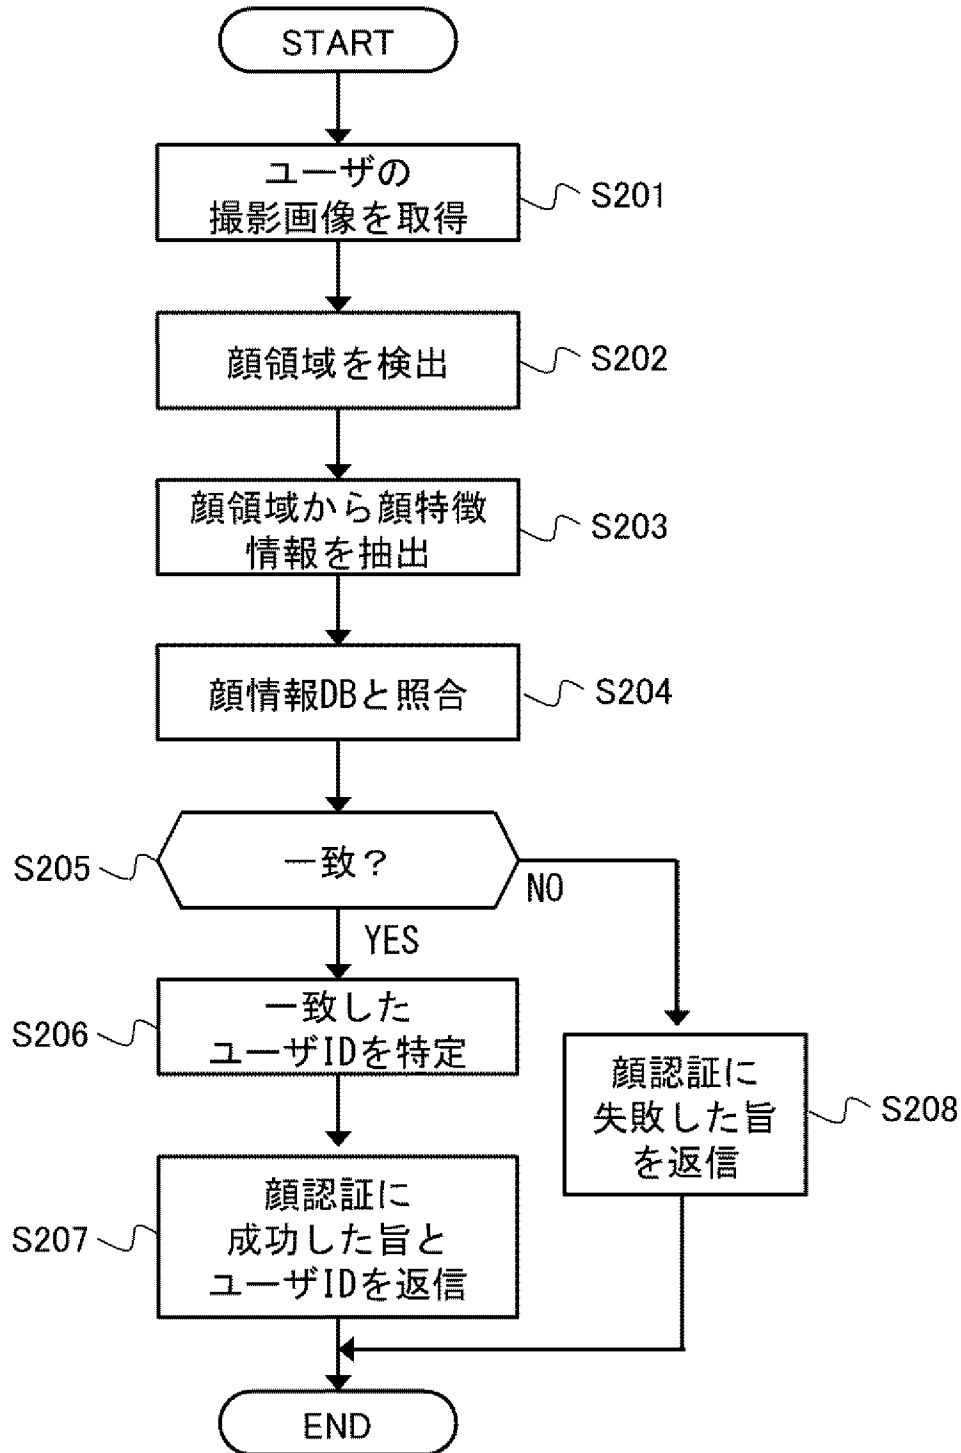 START
ユーザの
撮影画像を取得
S201
顔領域を検出
S202
顔領域から顔特徴
情報を抽出
S203
顔情報DBと照合
S204
S205
一致?
NO
YES
S206
一致した
ユーザIDを特定
顔認証に
失敗した旨
を返信
S208
S207
顔認証に
成功した旨と
ユーザIDを返信
END